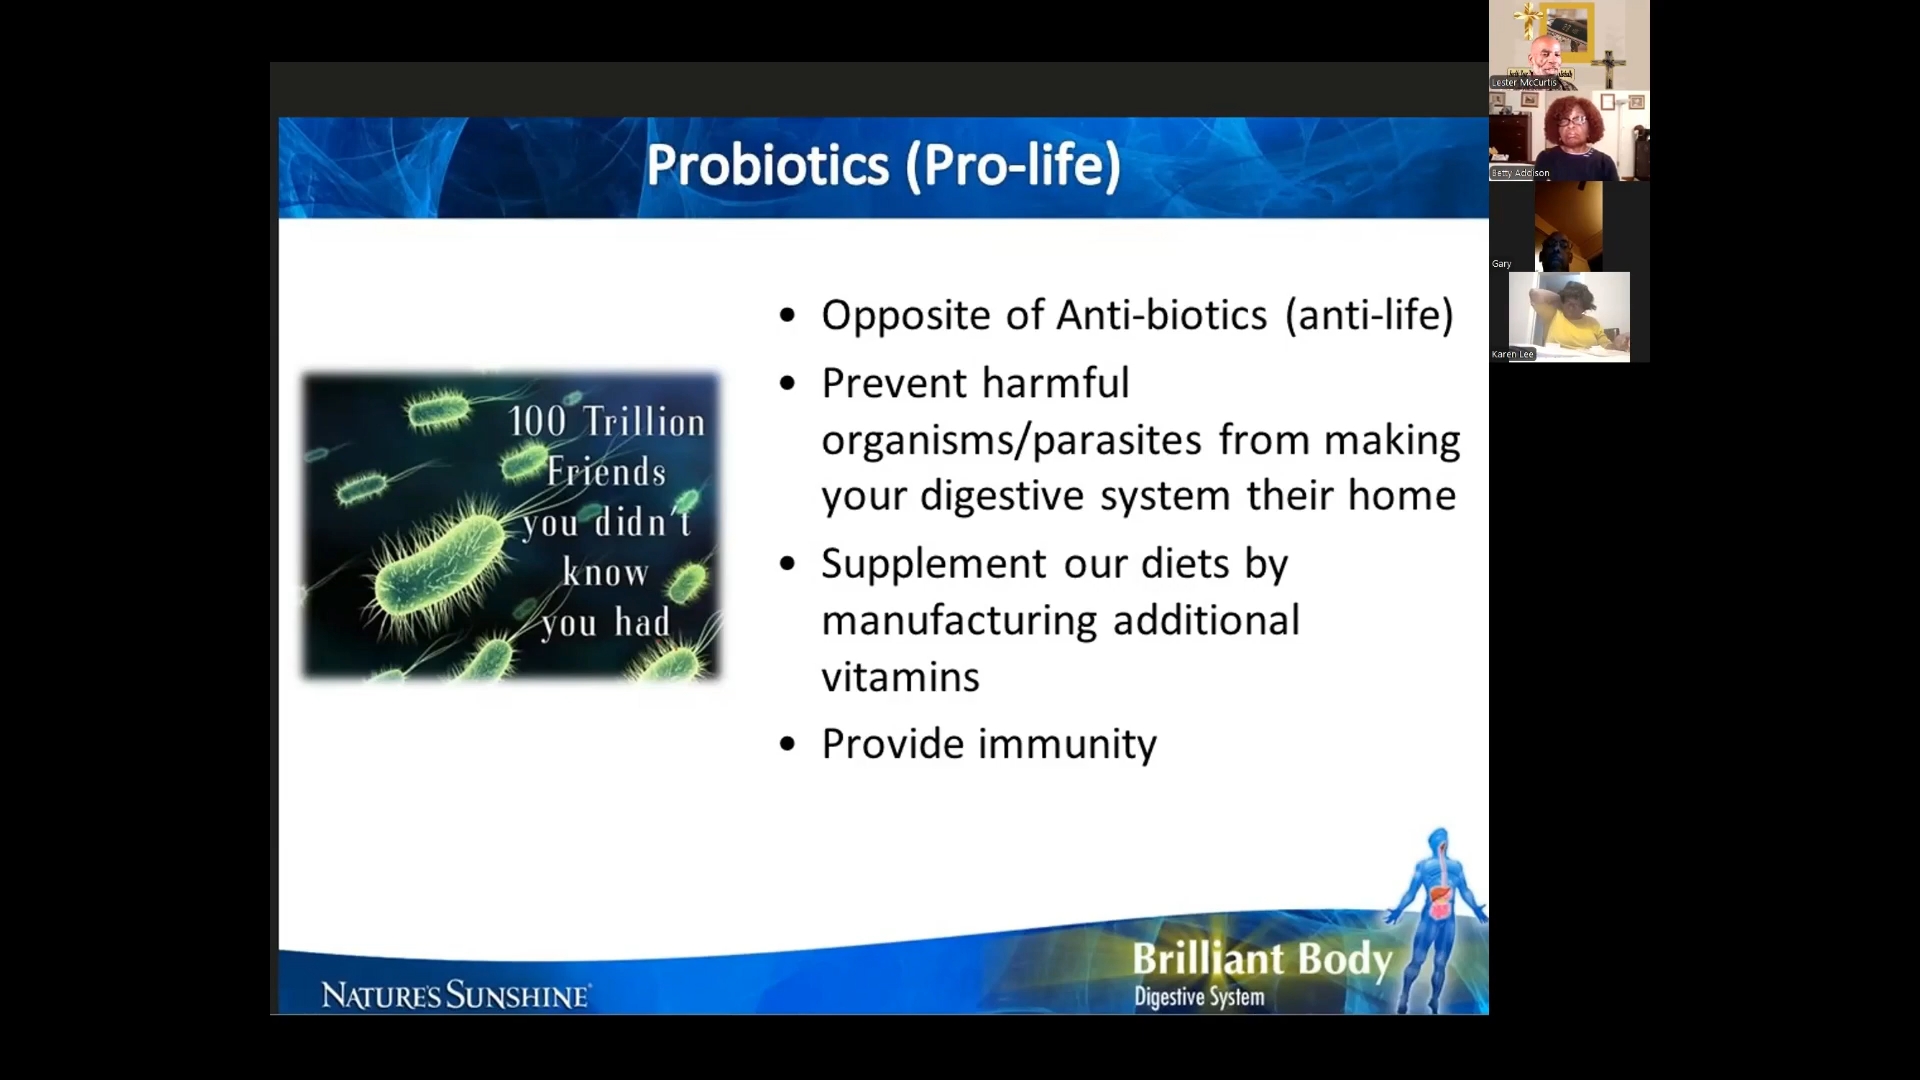 Probiotics (Pro-life)
100 Trillion
Friends
you didn't
know
you had
• Opposite of Anti-biotics (anti-life)
• Prevent harmful
organisms/parasites from making
your digestive system their home
• Supplement our diets by
manufacturing additional
vitamins
• Provide immunity
NATURE'S SUNSHINE
Brilliant Body
Digestive System
Lester McCurtis
Betty Addison
Gary
Karen Lee